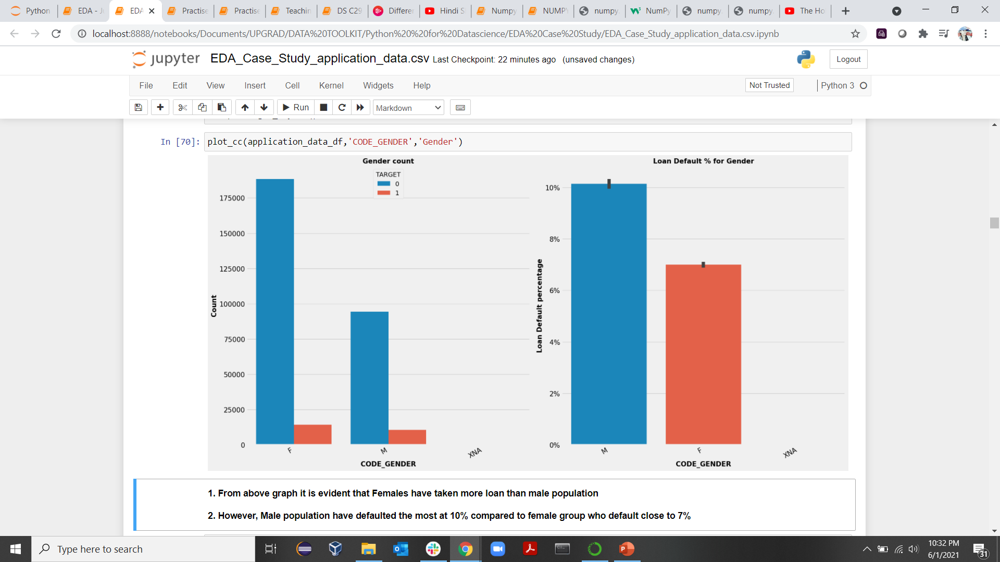 Python
EDA - J
EDA
Practise
Practise
Teachin
DS C29
Differer
Hindi S
Numpy
NUMPY
numpy.
NumPy
numpy.
numpy.
The Ho
localhost:8888/notebooks/Documents/UPGRAD/DATA%20TOOLKIT/Python%20%20for%20Datascience/EDA%20Case%20Study/EDA_Case_Study_application_data.csv.ipynb
jupyter EDA_Case_Study_application_data.csv Last Checkpoint: 22 minutes ago (unsaved changes)
Logout
File Edit View Insert Cell Kernel Widgets Help
Not Trusted
Python 3
Run
Markdown
In [70]: plot_cc(application_data_df,'CODE_GENDER','Gender')
Gender count
TARGET
0
1
175000
150000
125000
100000
75000
50000
25000
0
Count
F
M
XNA
CODE_GENDER
Loan Default % for Gender
10%
8%
6%
4%
2%
0%
Loan Default percentage
M
F
XNA
CODE_GENDER
1. From above graph it is evident that Females have taken more loan than male population
2. However, Male population have defaulted the most at 10% compared to female group who default close to 7%
Type here to search
10:32 PM
6/1/2021
31